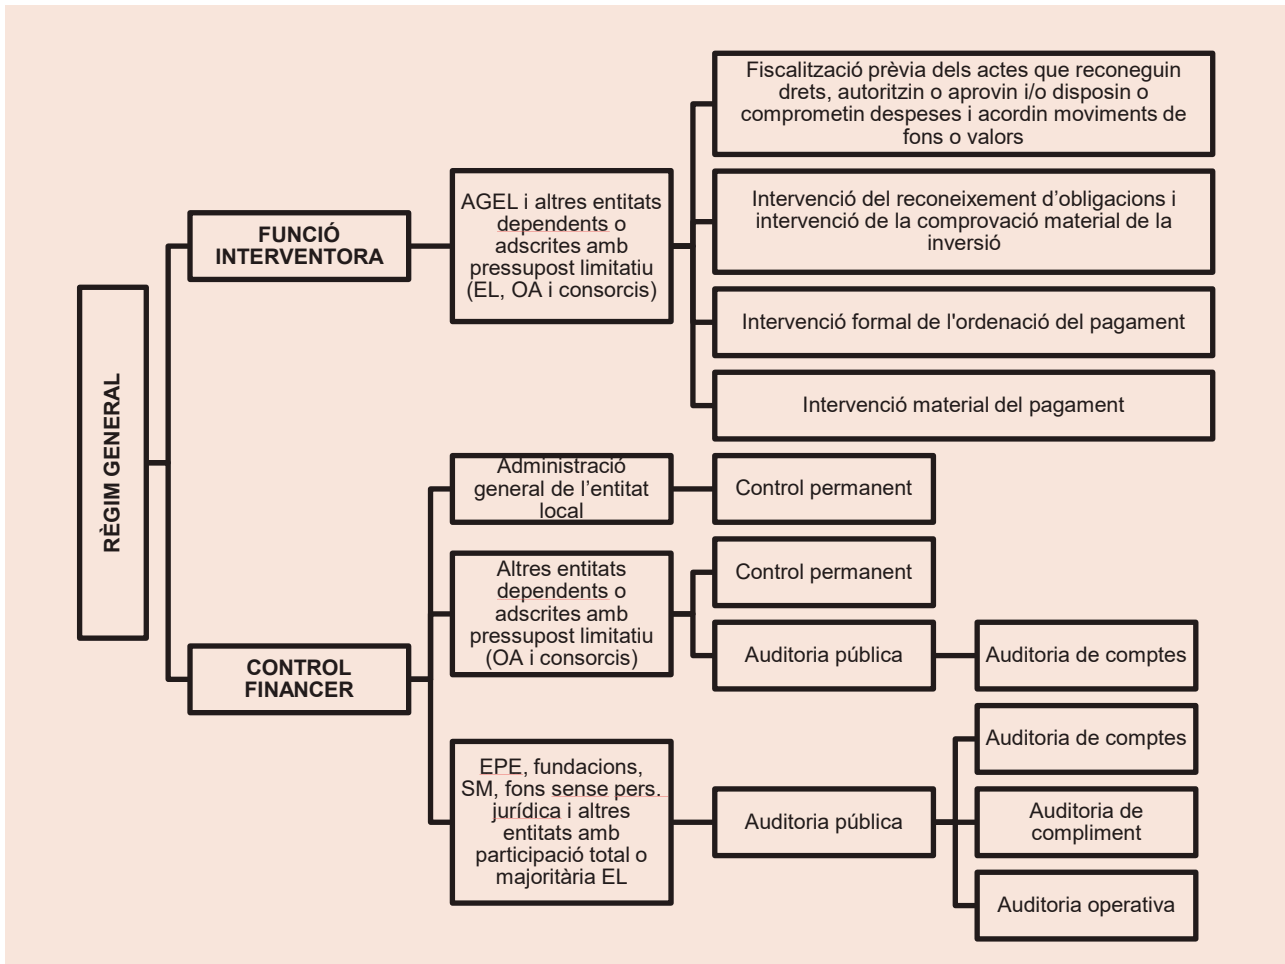 RÈGIM GENERAL
FUNCIÓ
INTERVENTORA
AGEL i altres entitats
dependents o
adscrites amb
pressupost limitatiu
(EL, OA i consorcis)
Fiscalització prèvia dels actes que reconeguin
drets, autoritzin o aprovin i/o disposin o
comprometin despeses i acordin moviments de
fons o valors
Intervenció del reconeixement d’obligacions i
intervenció de la comprovació material de la
inversió
Intervenció formal de l'ordenació del pagament
Intervenció material del pagament
CONTROL
FINANCER
Administració
general de l’entitat
local
Control permanent
Altres entitats
dependents o
adscrites amb
pressupost limitatiu
(OA i consorcis)
Control permanent
Auditoria pública
Auditoria de comptes
EPE, fundacions,
SM, fons sense pers.
jurídica i altres
entitats amb
participació total o
majoritària EL
Auditoria pública
Auditoria de comptes
Auditoria de
compliment
Auditoria operativa